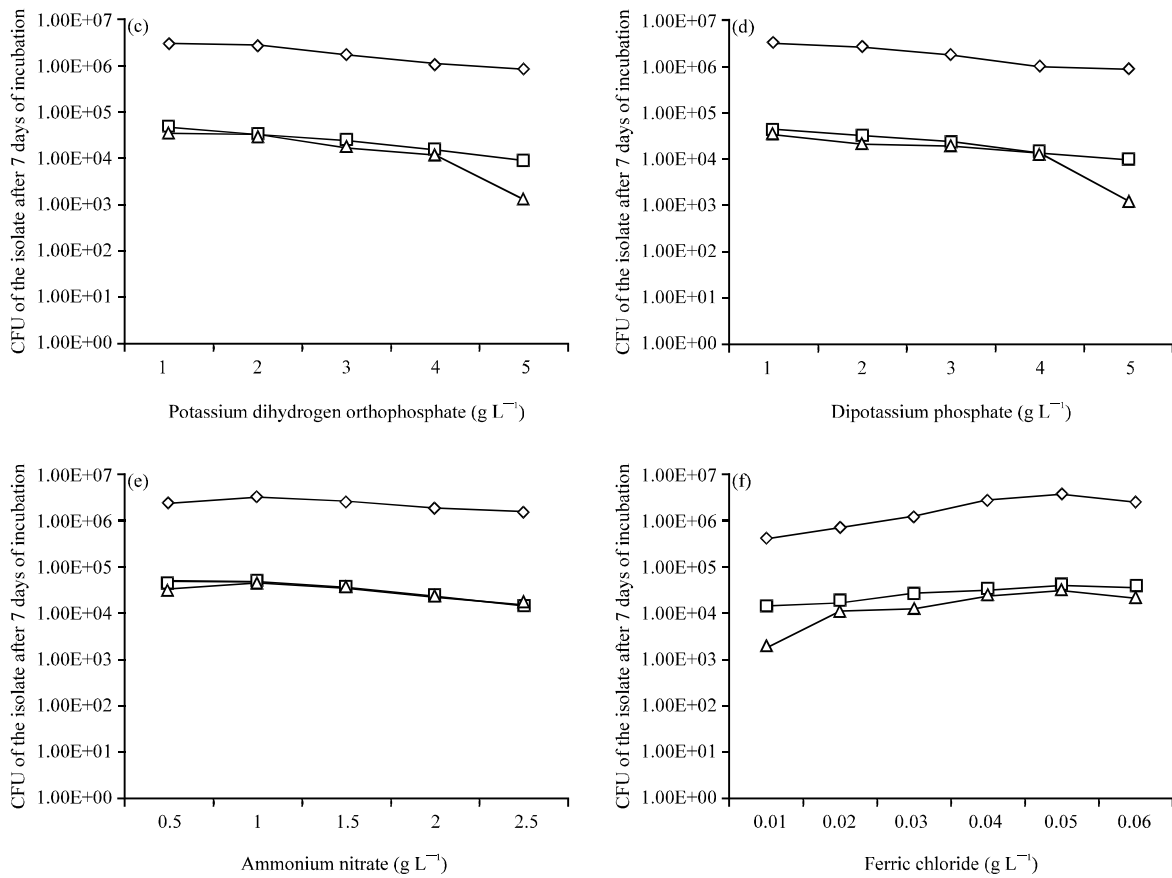 (c)
CFU of the isolate after 7 days of incubation
1.00E+07
1.00E+06
1.00E+05
1.00E+04
1.00E+03
1.00E+02
1.00E+01
1.00E+00
1 2 3 4 5
Potassium dihydrogen orthophosphate (g L⁻¹)
(d)
CFU of the isolate after 7 days of incubation
1.00E+07
1.00E+06
1.00E+05
1.00E+04
1.00E+03
1.00E+02
1.00E+01
1.00E+00
1 2 3 4 5
Dipotassium phosphate (g L⁻¹)
(e)
CFU of the isolate after 7 days of incubation
1.00E+07
1.00E+06
1.00E+05
1.00E+04
1.00E+03
1.00E+02
1.00E+01
1.00E+00
0.5 1 1.5 2 2.5
Ammonium nitrate (g L⁻¹)
(f)
CFU of the isolate after 7 days of incubation
1.00E+07
1.00E+06
1.00E+05
1.00E+04
1.00E+03
1.00E+02
1.00E+01
1.00E+00
0.01 0.02 0.03 0.04 0.05 0.06
Ferric chloride (g L⁻¹)